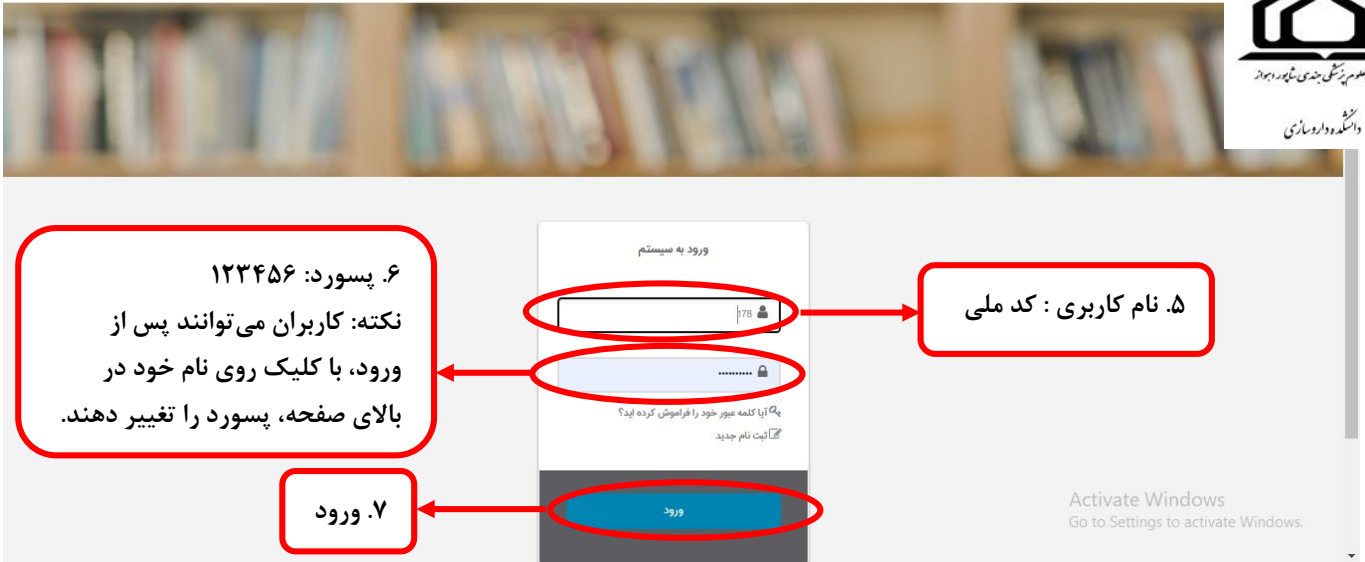 علوم پزشکی جندی شاپور اهواز
دانشکده داروسازی
ورود به سیستم
178
..........
آیا کلمه عبور خود را فراموش کرده اید؟
ثبت نام جدید
ورود
۵. نام کاربری : کد ملی
۶. پسورد: ۱۲۳۴۵۶
نکته: کاربران می‌توانند پس از
ورود، با کلیک روی نام خود در
بالای صفحه، پسورد را تغییر دهند.
۷. ورود
Activate Windows
Go to Settings to activate Windows.